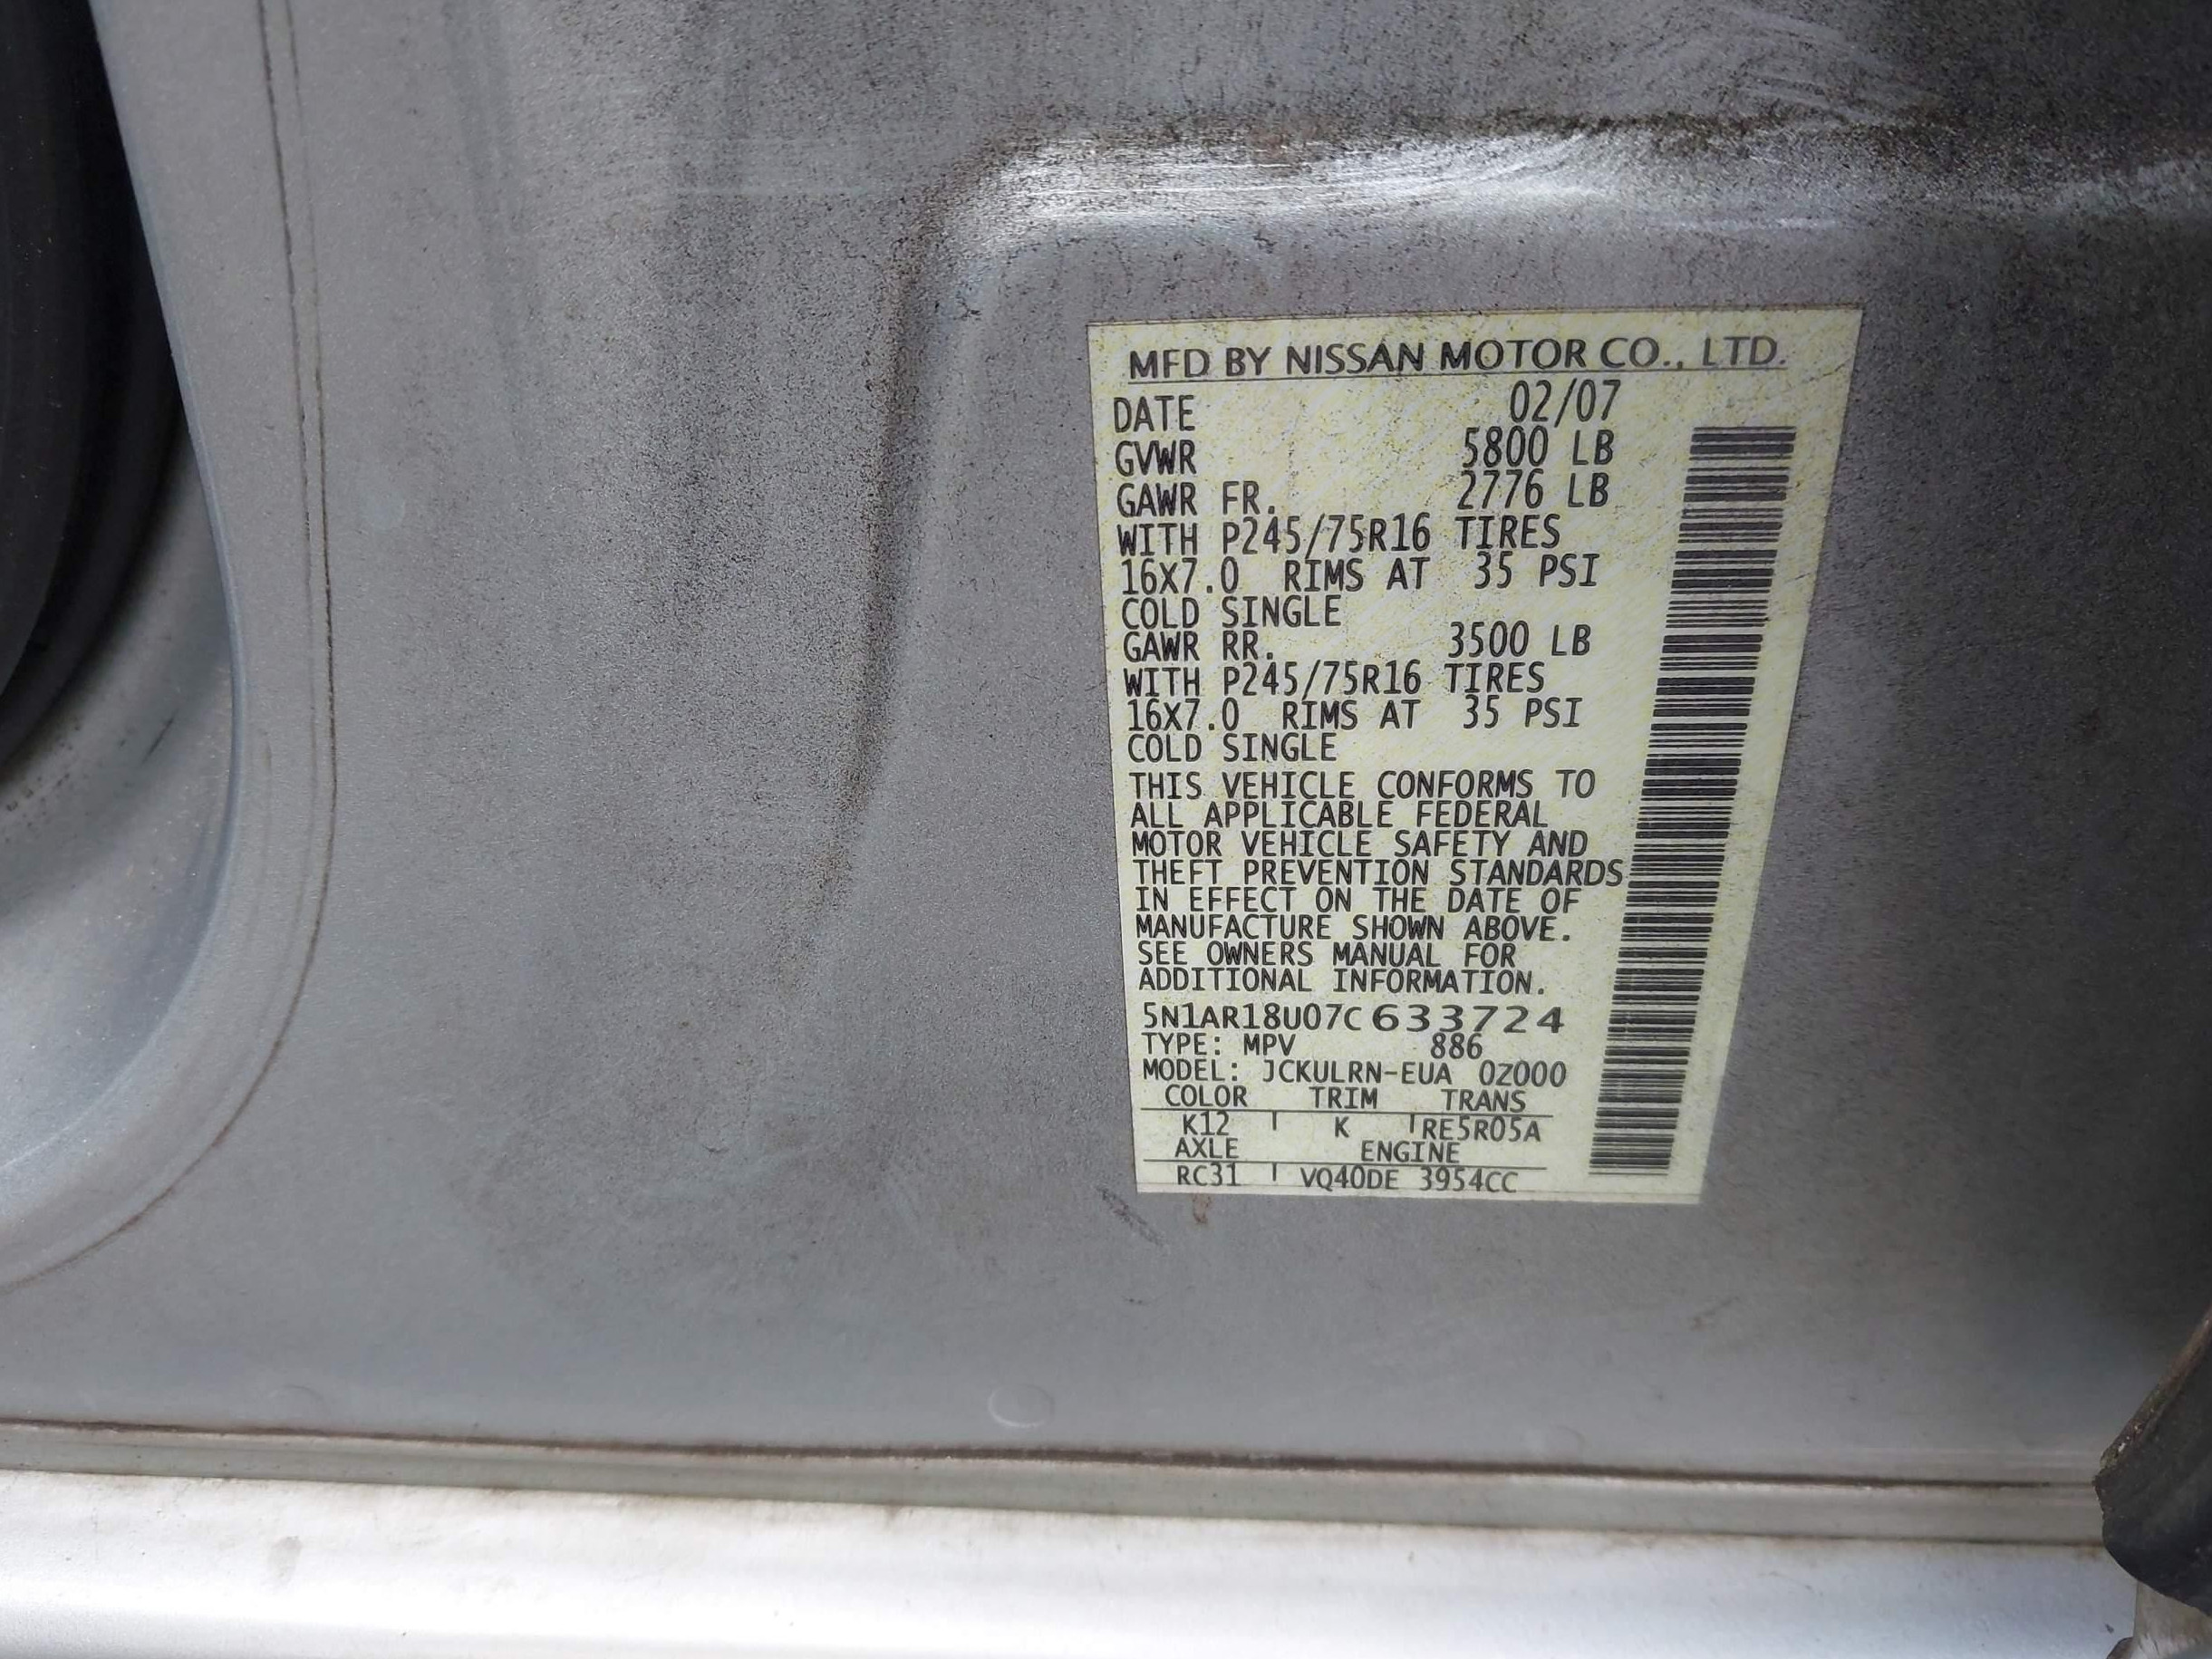 MFD BY NISSAN MOTOR CO., LTD.
DATE 02/07
GVWR 5800 LB
GAWR FR. 2776 LB
WITH P245/75R16 TIRES
16X7.0 RIMS AT 35 PSI
COLD SINGLE
GAWR RR. 3500 LB
WITH P245/75R16 TIRES
16X7.0 RIMS AT 35 PSI
COLD SINGLE
THIS VEHICLE CONFORMS TO
ALL APPLICABLE FEDERAL
MOTOR VEHICLE SAFETY AND
THEFT PREVENTION STANDARDS
IN EFFECT ON THE DATE OF
MANUFACTURE SHOWN ABOVE.
SEE OWNERS MANUAL FOR
ADDITIONAL INFORMATION.
5N1AR18U07C633724
TYPE: MPV 886
MODEL: JCKULRN-EUA 0Z000
COLOR TRIM TRANS
K12 K RE5R05A
AXLE ENGINE
RC31 VQ40DE 3954CC